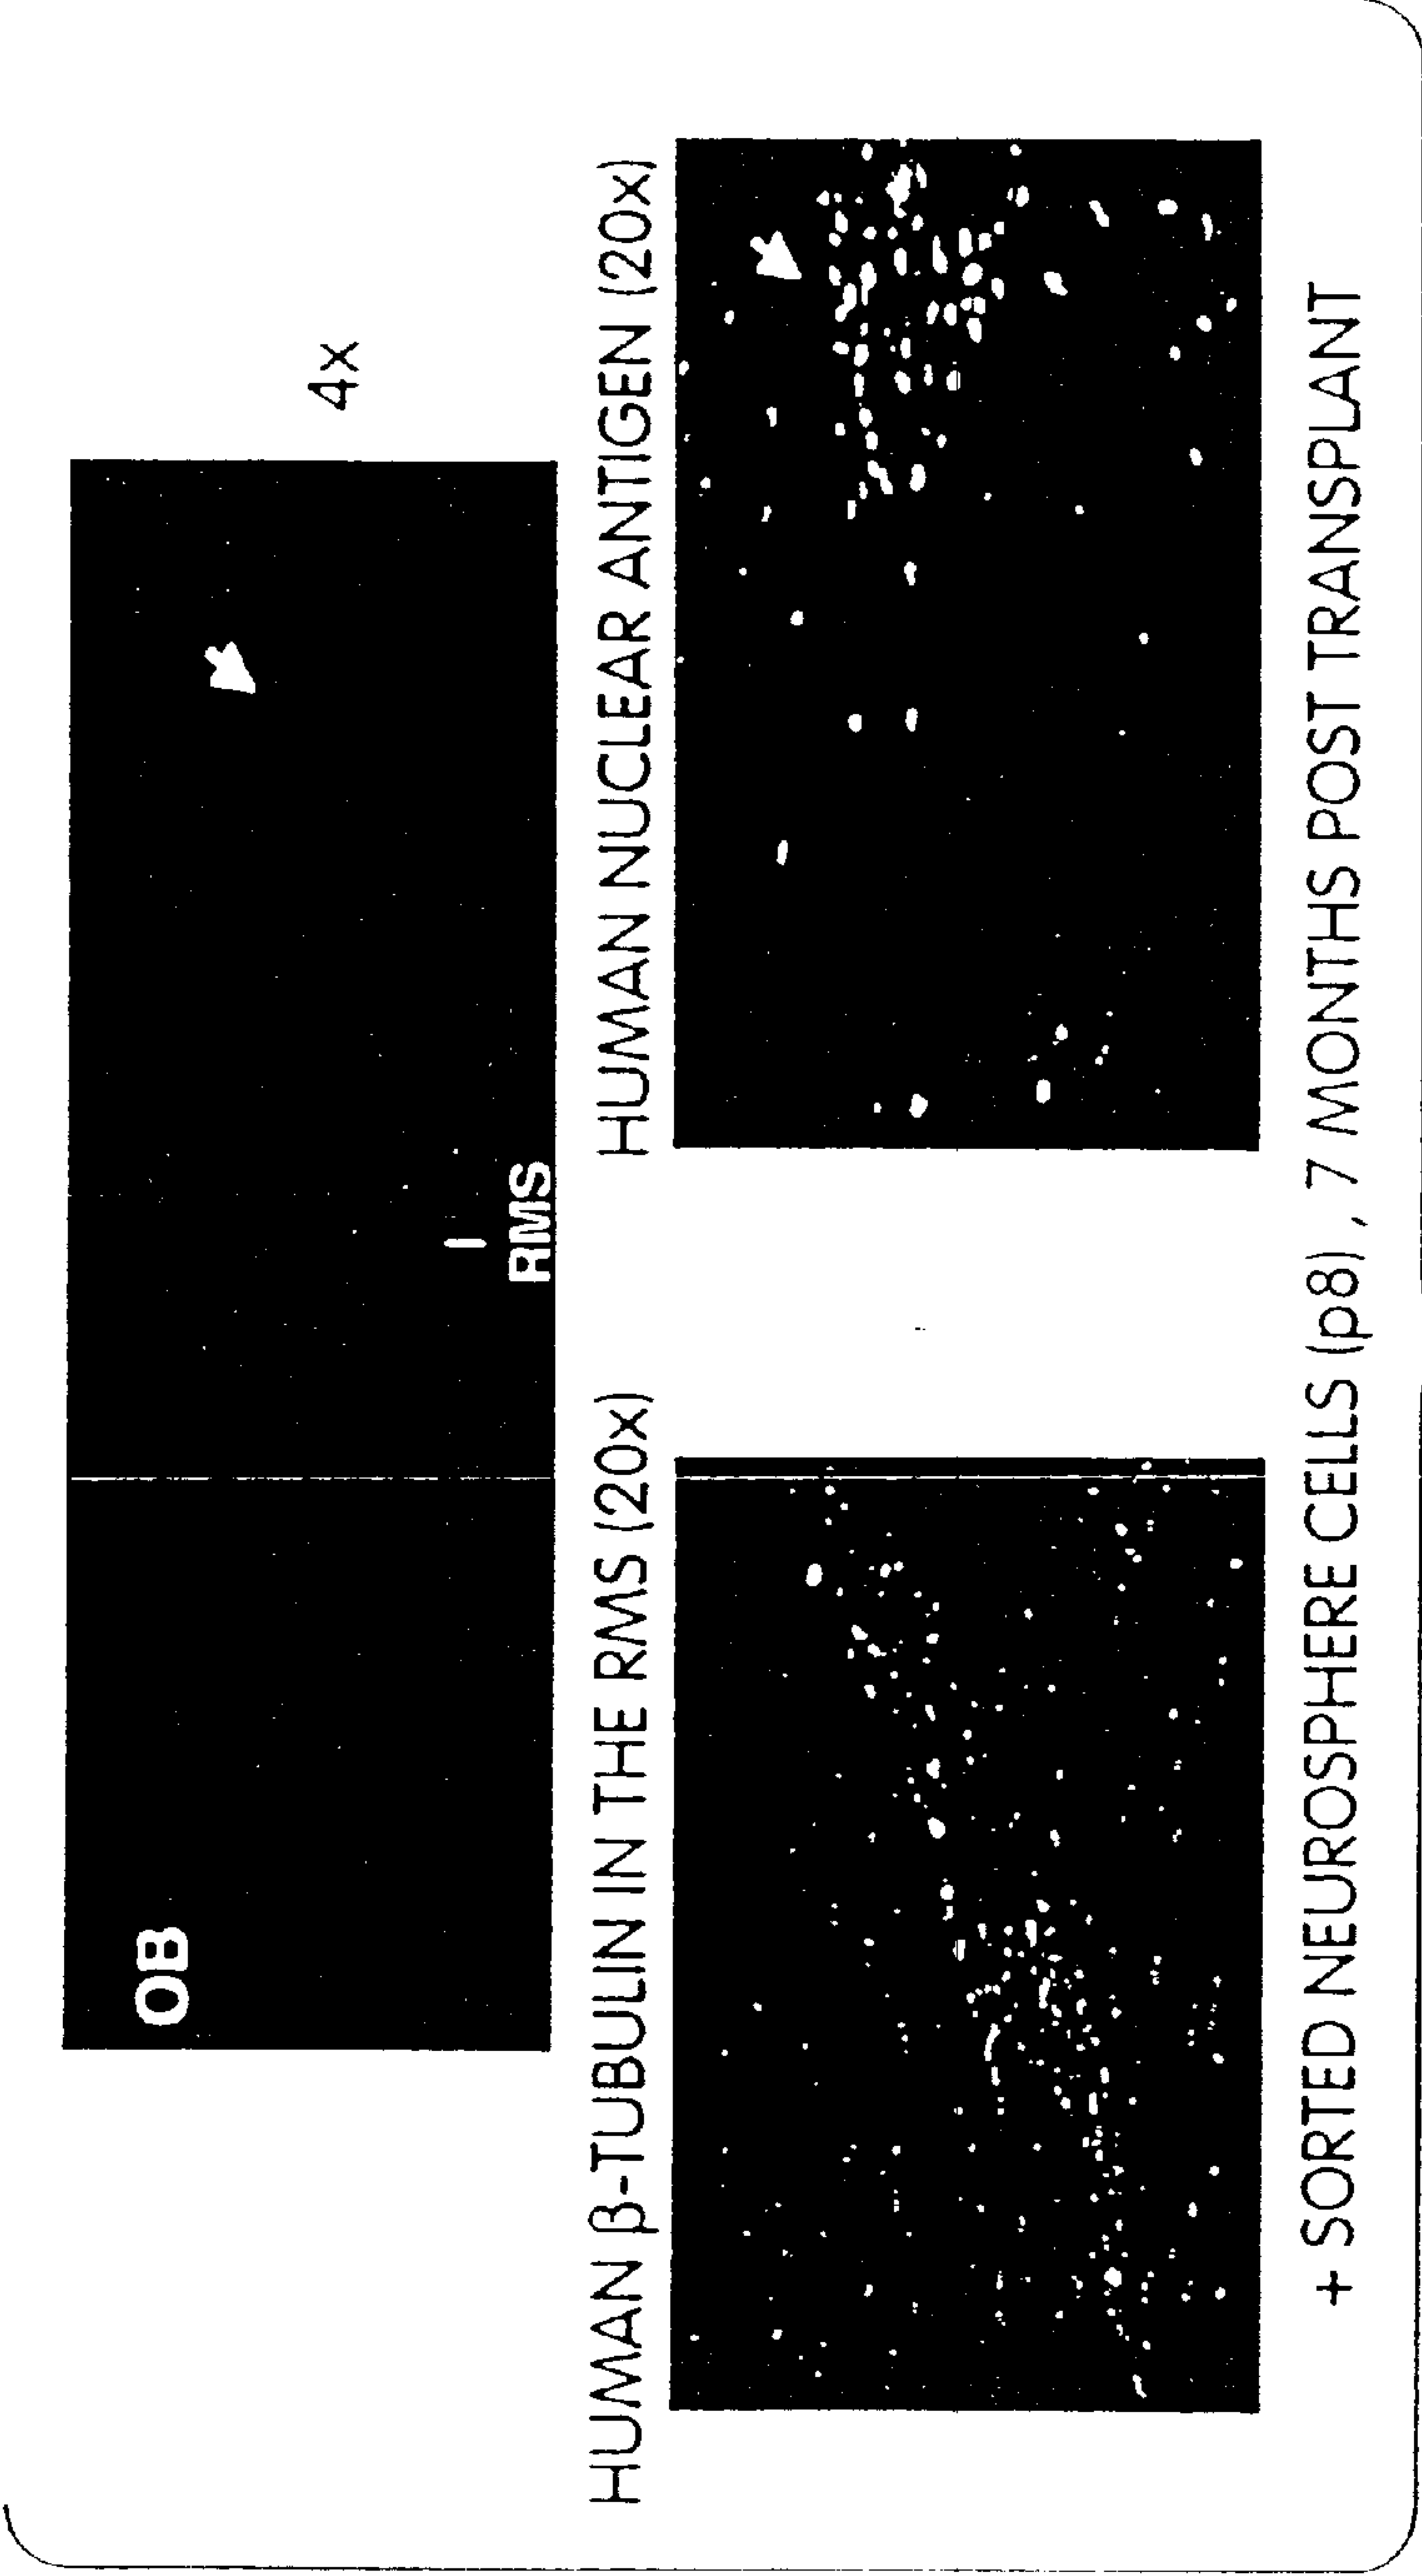 4x
OB
RMS
HUMAN β-TUBULIN IN THE RMS (20x)
HUMAN NUCLEAR ANTIGEN (20x)
+ SORTED NEUROSPHERE CELLS (p8), 7 MONTHS POST TRANSPLANT